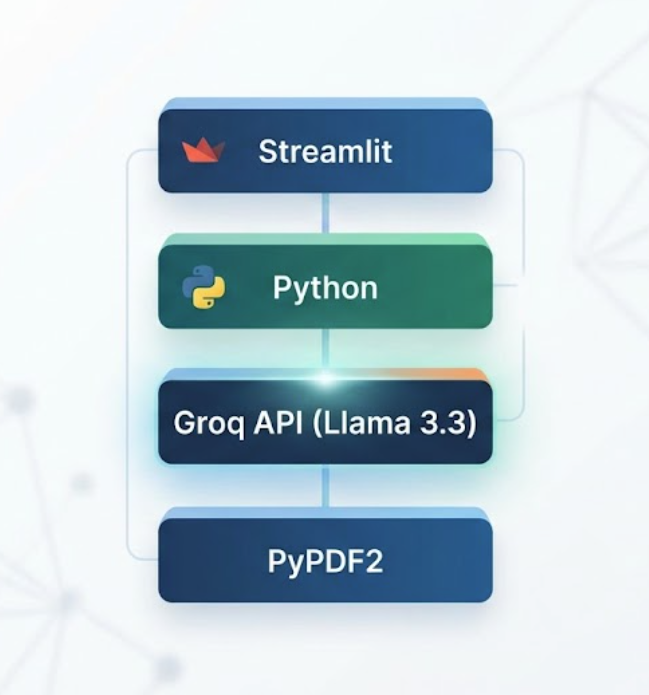 Streamlit
Python
Groq API (Llama 3.3)
PyPDF2